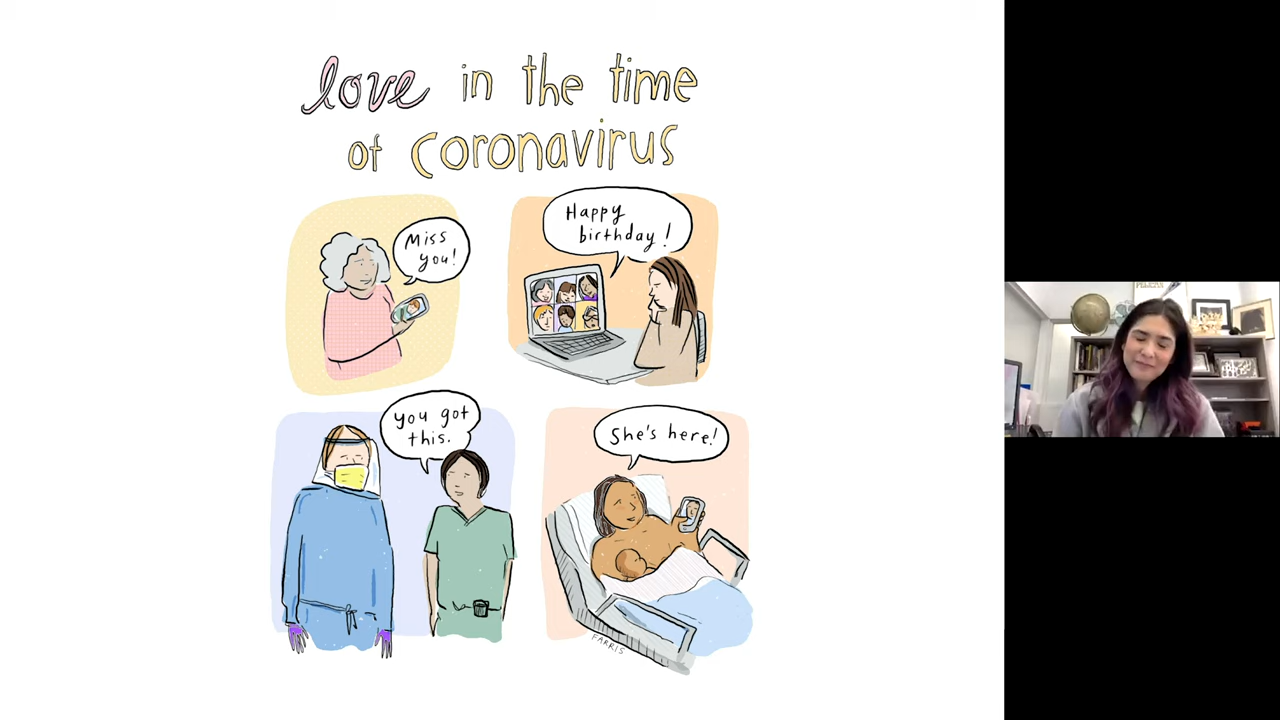 love in the time
of coronavirus
Miss
you!
Happy
birthday!
you got
this.
She's here!
FARRIS